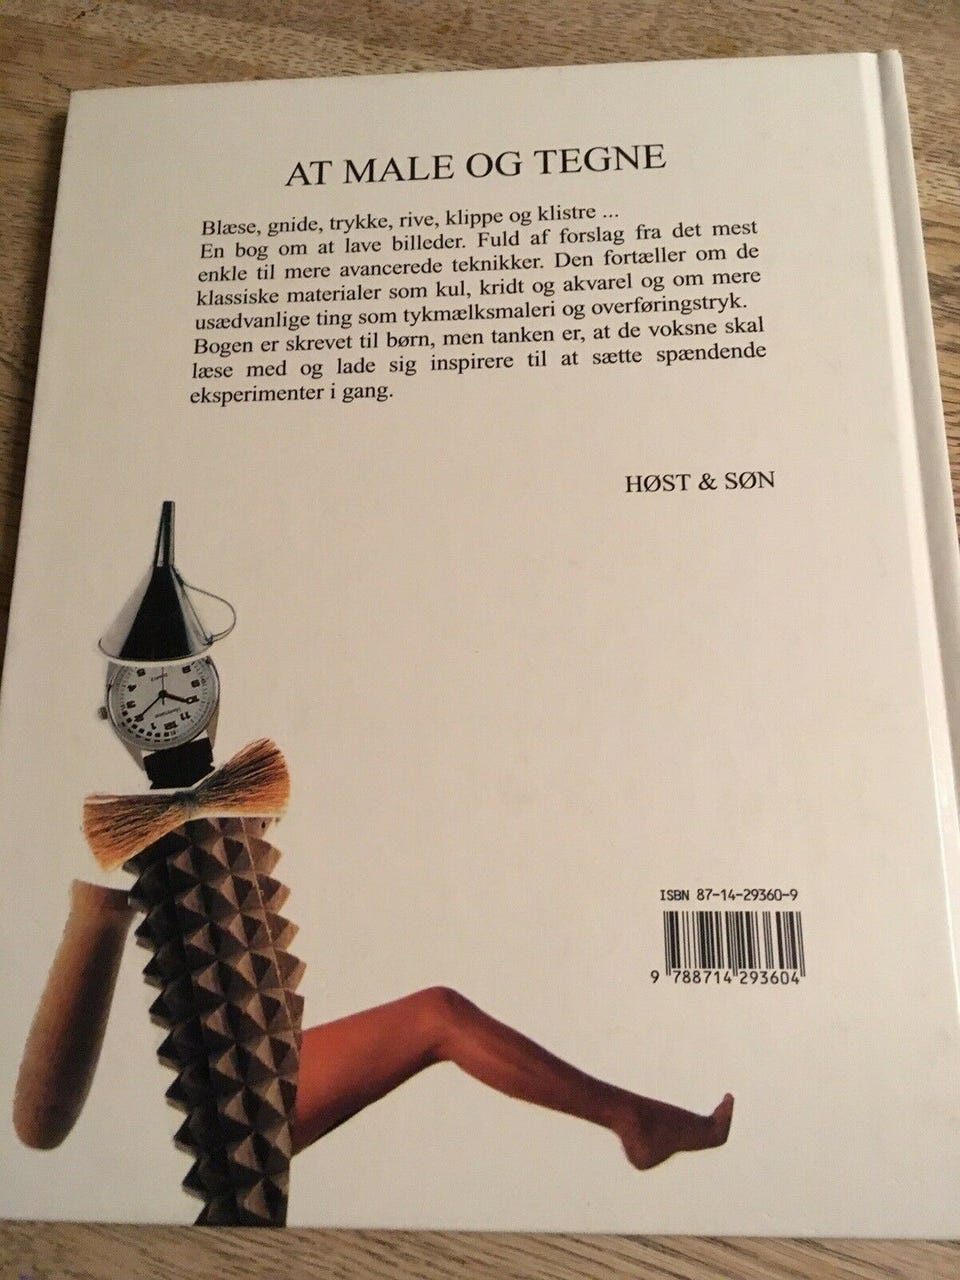 AT MALE OG TEGNE
Blæse, gnide, trykke, rive, klippe og klistre ...
En bog om at lave billeder. Fuld af forslag fra det mest
enkle til mere avancerede teknikker. Den fortæller om de
klassiske materialer som kul, kridt og akvarel og om mere
usædvanlige ting som tykmælksmaleri og overføringstryk.
Bogen er skrevet til børn, men tanken er, at de voksne skal
læse med og lade sig inspirere til at sætte spændende
eksperimenter i gang.
HØST & SØN
ISBN 87-14-29360-9
9 788714 293604